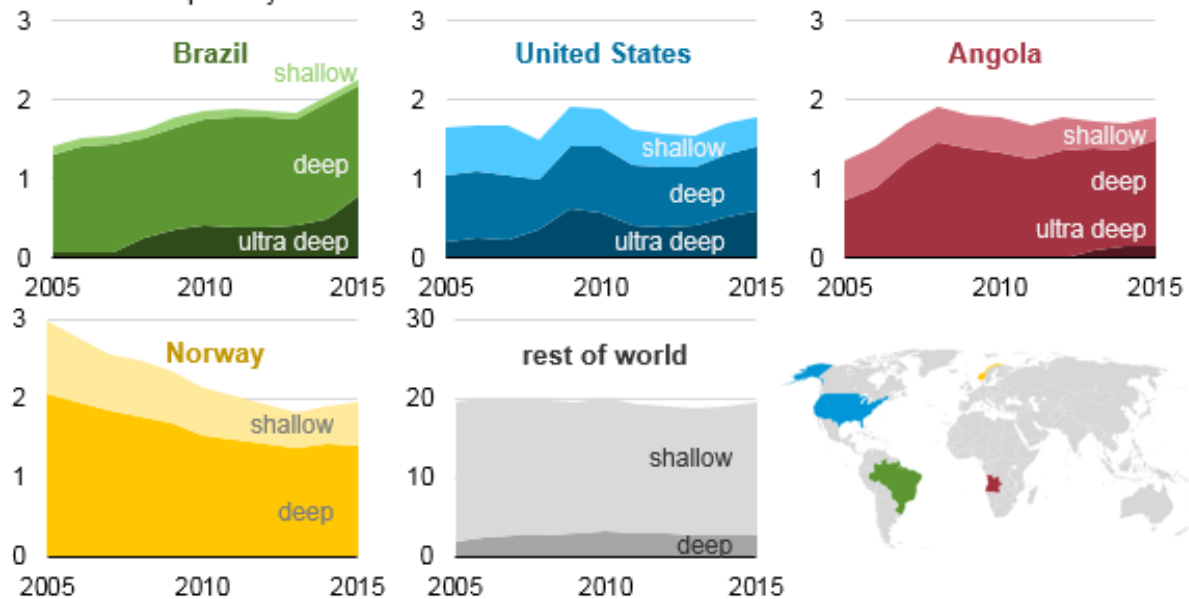 3
Brazil
shallow
2
deep
1
ultra deep
0
2005 2010 2015
3
United States
2
shallow
deep
1
ultra deep
0
2005 2010 2015
3
Angola
2
shallow
deep
1
ultra deep
0
2005 2010 2015
3
Norway
2
shallow
1
deep
0
2005 2010 2015
30
rest of world
20
shallow
10
deep
0
2005 2010 2015